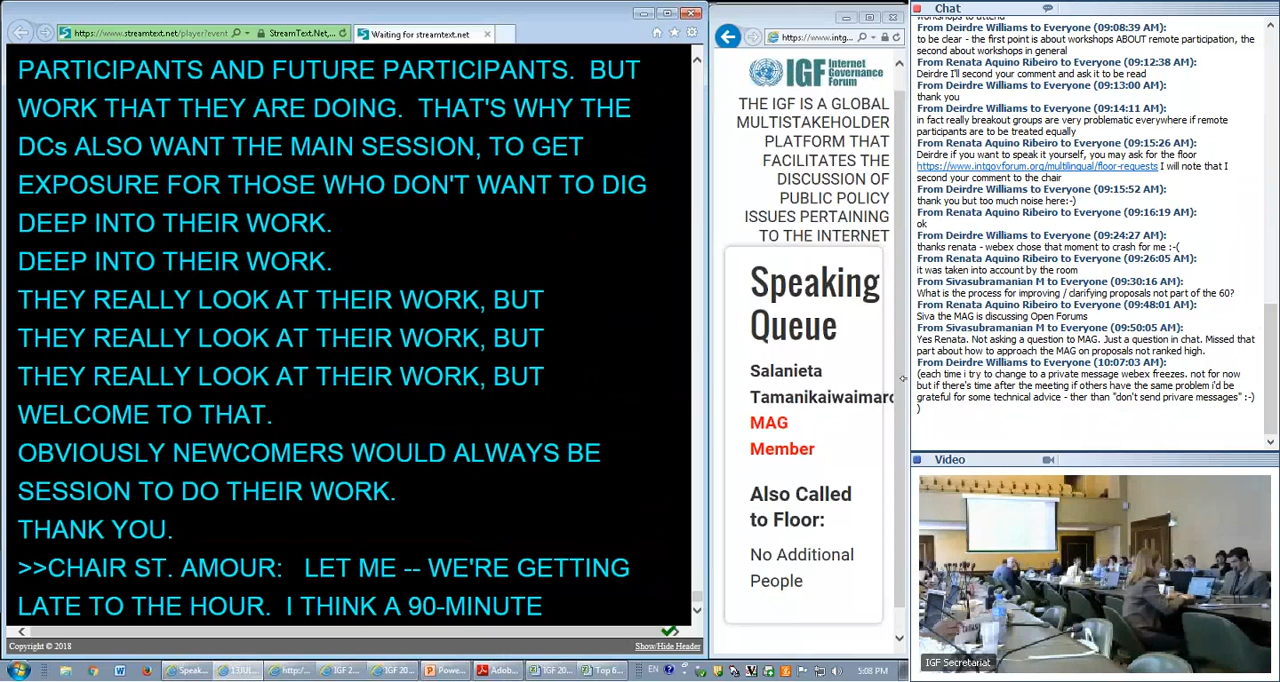 https://www.streamtext.net/player?event
StreamText.Net,...
Waiting for streamtext.net
PARTICIPANTS AND FUTURE PARTICIPANTS.  BUT
WORK THAT THEY ARE DOING.  THAT'S WHY THE
DCs ALSO WANT THE MAIN SESSION, TO GET
EXPOSURE FOR THOSE WHO DON'T WANT TO DIG
DEEP INTO THEIR WORK.
DEEP INTO THEIR WORK.
THEY REALLY LOOK AT THEIR WORK, BUT
THEY REALLY LOOK AT THEIR WORK, BUT
THEY REALLY LOOK AT THEIR WORK, BUT
WELCOME TO THAT.
OBVIOUSLY NEWCOMERS WOULD ALWAYS BE
SESSION TO DO THEIR WORK.
THANK YOU.
>>CHAIR ST. AMOUR:   LET ME -- WE'RE GETTING
LATE TO THE HOUR.  I THINK A 90-MINUTE
Copyright © 2018
Show/Hide Header
https://www.intg...
IGF Internet
Governance
Forum
THE IGF IS A GLOBAL
MULTISTAKEHOLDER
PLATFORM THAT
FACILITATES THE
DISCUSSION OF
PUBLIC POLICY
ISSUES PERTAINING
TO THE INTERNET
Speaking
Queue
Salanieta
Tamanikaiwaimaro
MAG
Member
Also Called
to Floor:
No Additional
People
Chat
workshops to attend
From Deirdre Williams to Everyone (09:08:39 AM):
to be clear - the first point is about workshops ABOUT remote participation, the
second about workshops in general
From Renata Aquino Ribeiro to Everyone (09:12:38 AM):
Deirdre I'll second your comment and ask it to be read
From Deirdre Williams to Everyone (09:13:00 AM):
thank you
From Deirdre Williams to Everyone (09:14:11 AM):
in fact really breakout groups are very problematic everywhere if remote
participants are to be treated equally
From Renata Aquino Ribeiro to Everyone (09:15:26 AM):
Deirdre if you want to speak it yourself, you may ask for the floor
https://www.intgovforum.org/multilingual/floor-requests I will note that I
second your comment to the chair
From Deirdre Williams to Everyone (09:15:52 AM):
thank you but too much noise here:-)
From Renata Aquino Ribeiro to Everyone (09:16:19 AM):
ok
From Deirdre Williams to Everyone (09:24:27 AM):
thanks renata - webex chose that moment to crash for me :-(
From Renata Aquino Ribeiro to Everyone (09:26:05 AM):
it was taken into account by the room
From Sivasubramanian M to Everyone (09:30:16 AM):
What is the process for improving / clarifying proposals not part of the 60?
From Renata Aquino Ribeiro to Everyone (09:48:01 AM):
Siva the MAG is discussing Open Forums
From Sivasubramanian M to Everyone (09:50:05 AM):
Yes Renata. Not asking a question to MAG. Just a question in chat. Missed that
part about how to approach the MAG on proposals not ranked high.
From Deirdre Williams to Everyone (10:07:03 AM):
(each time i try to change to a private message webex freezes. not for now
but if there's time after the meeting if others have the same problem i'd be
grateful for some technical advice - ther than "don't send privare messages" :-)
)
Video
IGF Secretariat
Speak...
13JUL...
http:/...
IGF 2...
IGF 20...
Powe...
Adob...
IGF 20...
Top 6...
EN
5:08 PM